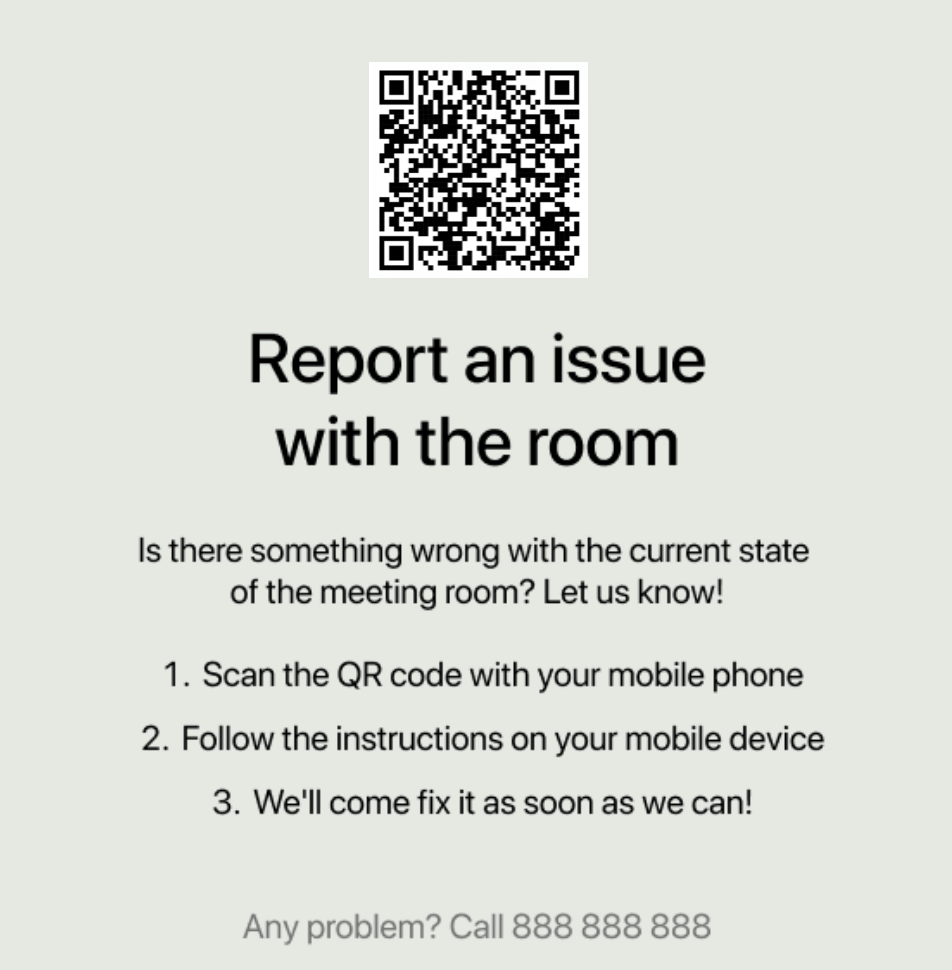 Report an issue
with the room
Is there something wrong with the current state
of the meeting room? Let us know!
1. Scan the QR code with your mobile phone
2. Follow the instructions on your mobile device
3. We'll come fix it as soon as we can!
Any problem? Call 888 888 888